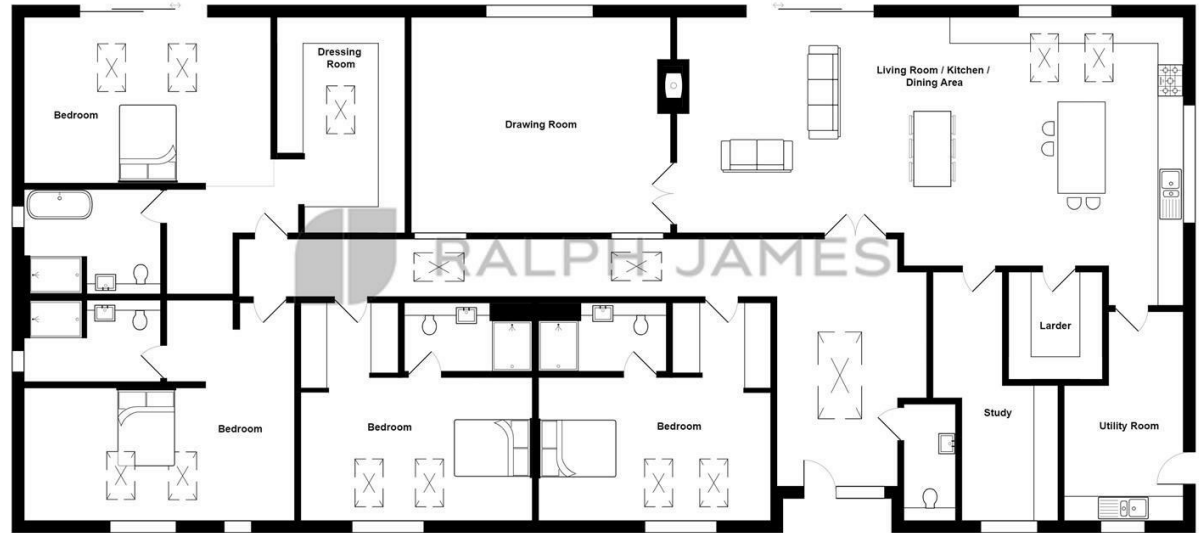 Dressing
Room
Bedroom
Drawing Room
Living Room / Kitchen /
Dining Area
RALPH JAMES
Larder
Bedroom
Bedroom
Bedroom
Study
Utility Room